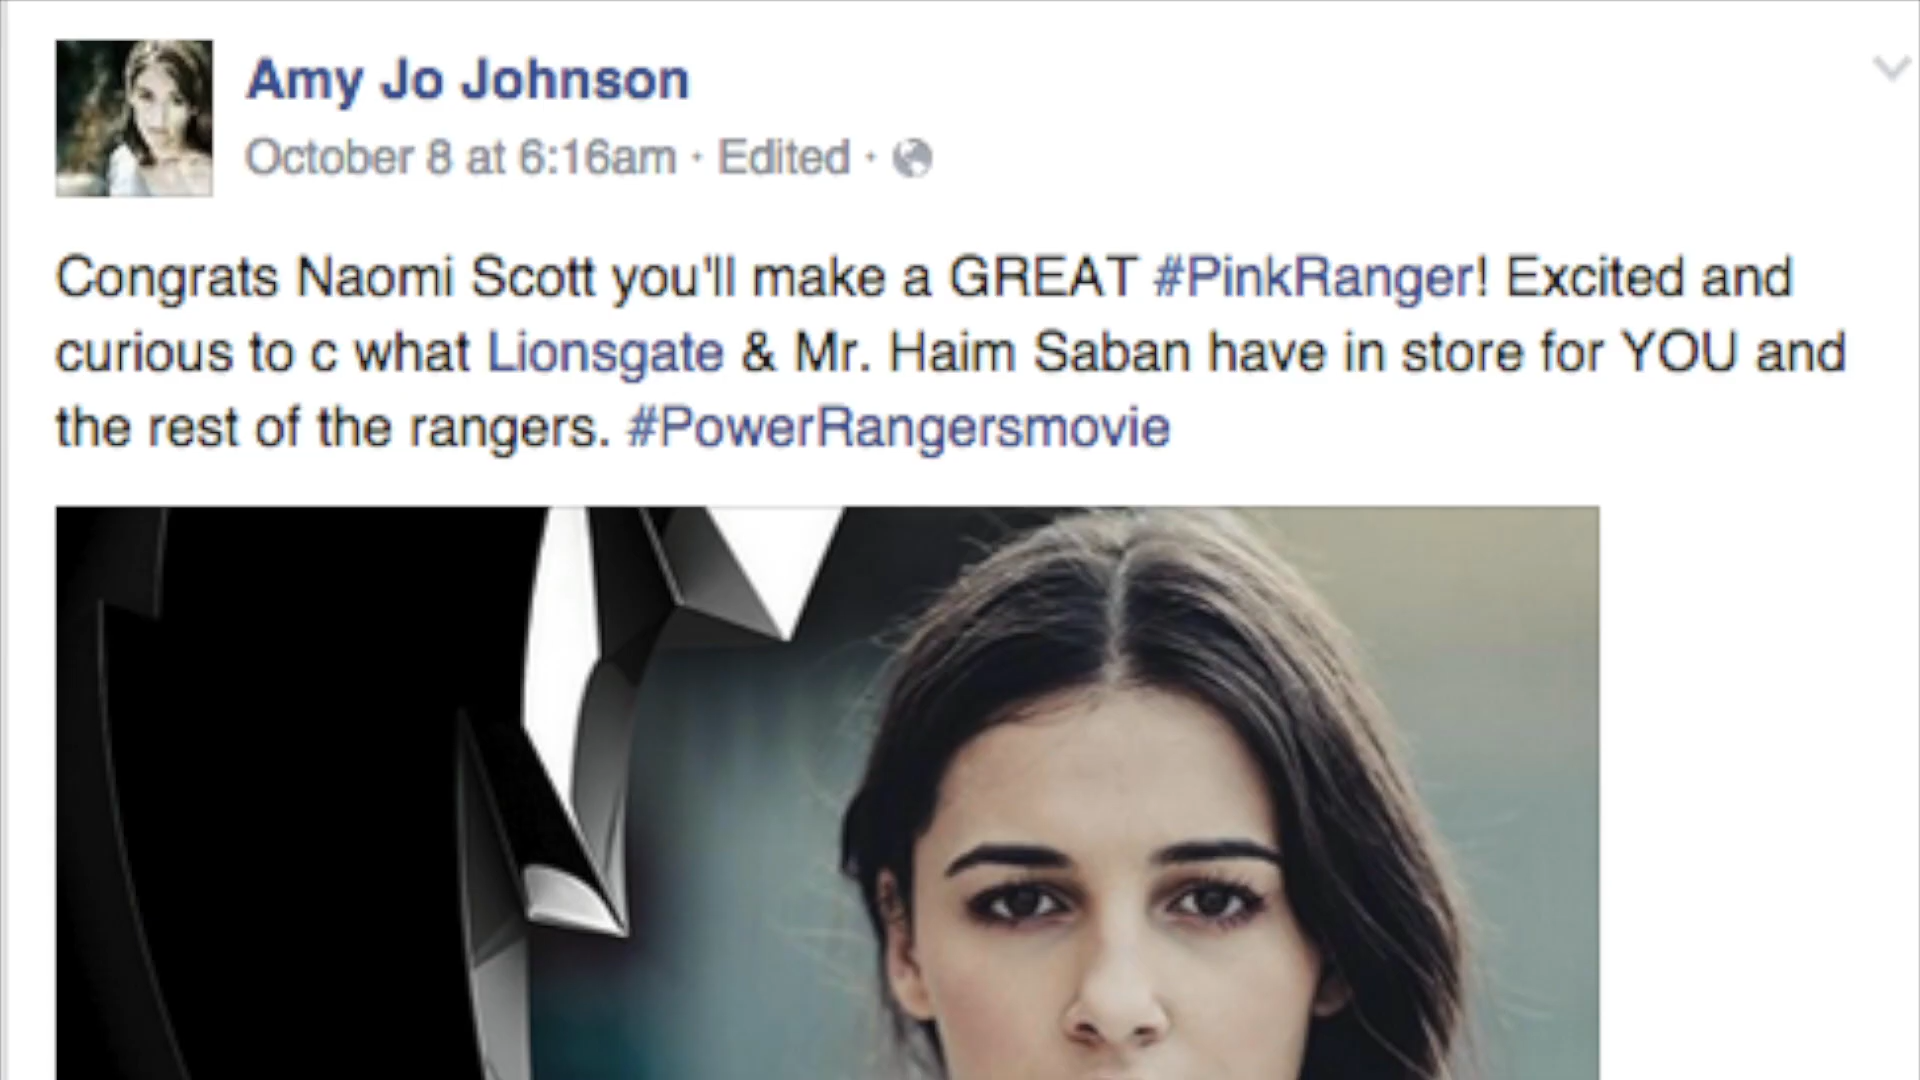 Amy Jo Johnson
October 8 at 6:16am · Edited ·
Congrats Naomi Scott you'll make a GREAT #PinkRanger! Excited and
curious to c what Lionsgate & Mr. Haim Saban have in store for YOU and
the rest of the rangers. #PowerRangersmovie